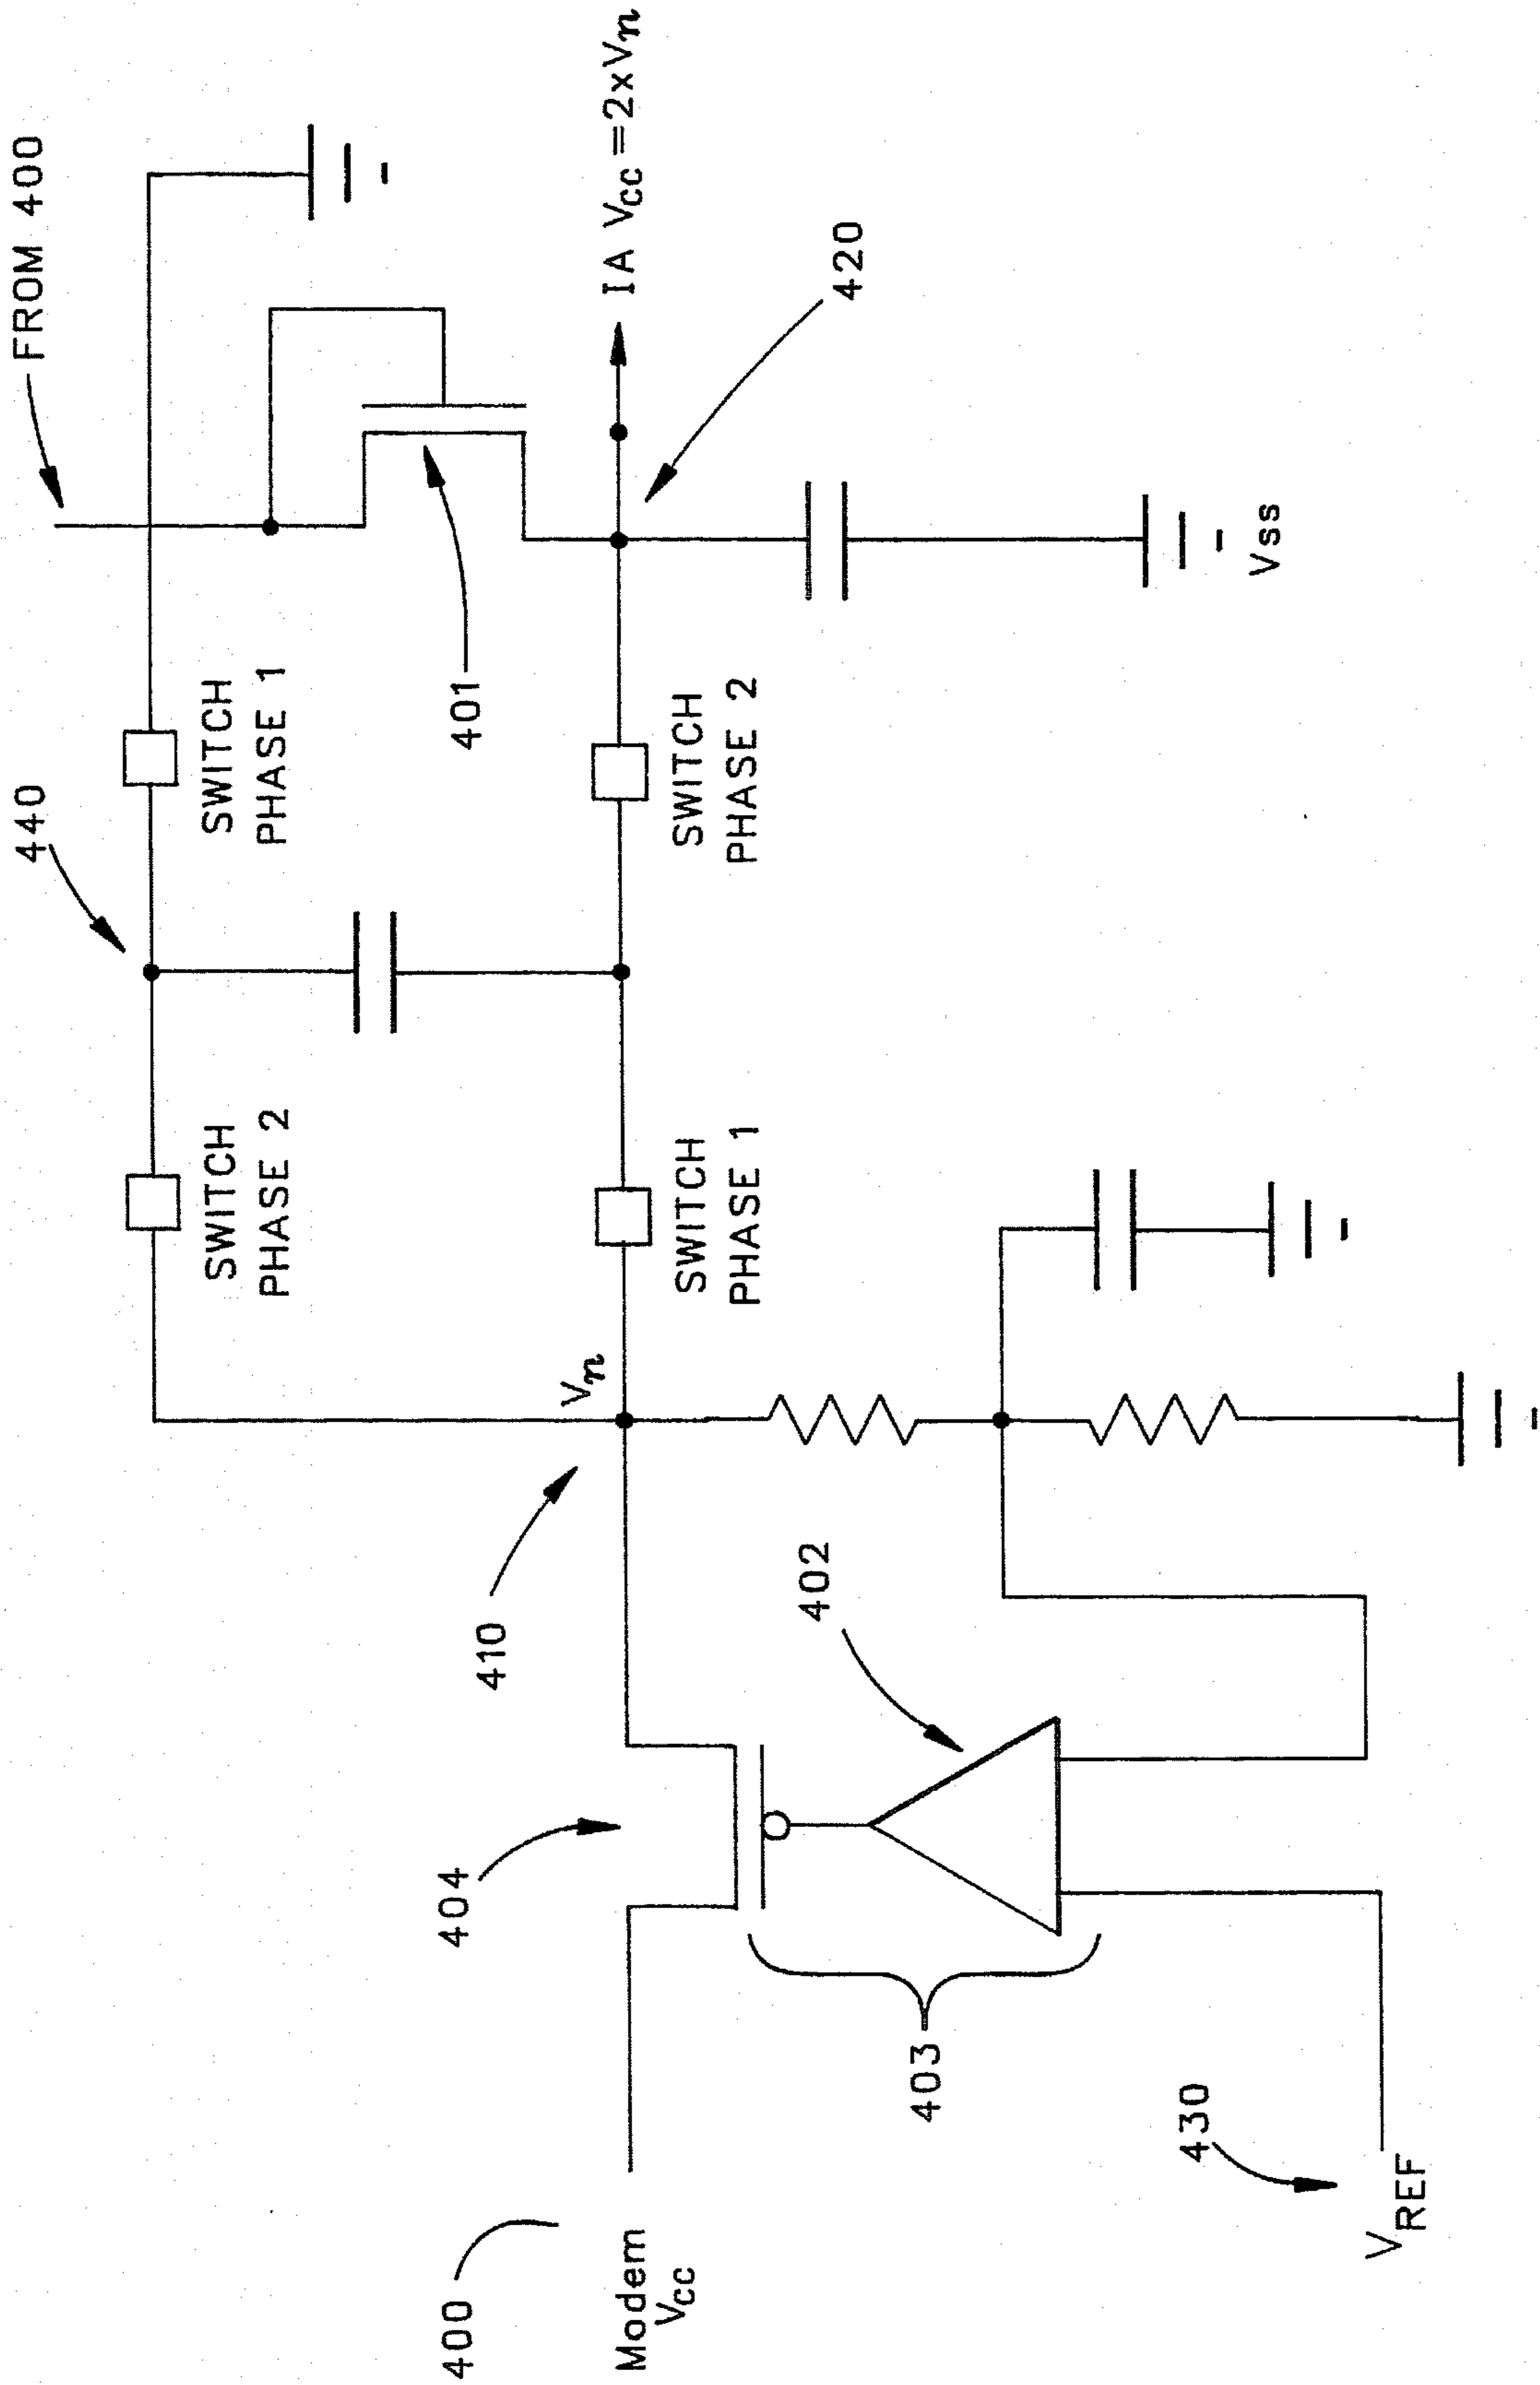 FROM 400
440
SWITCH
PHASE 2
SWITCH
PHASE 1
401
IA Vcc=2xVn
420
410
Vn
SWITCH
PHASE 1
SWITCH
PHASE 2
404
400
Modem
Vcc
402
403
Vss
430
VREF